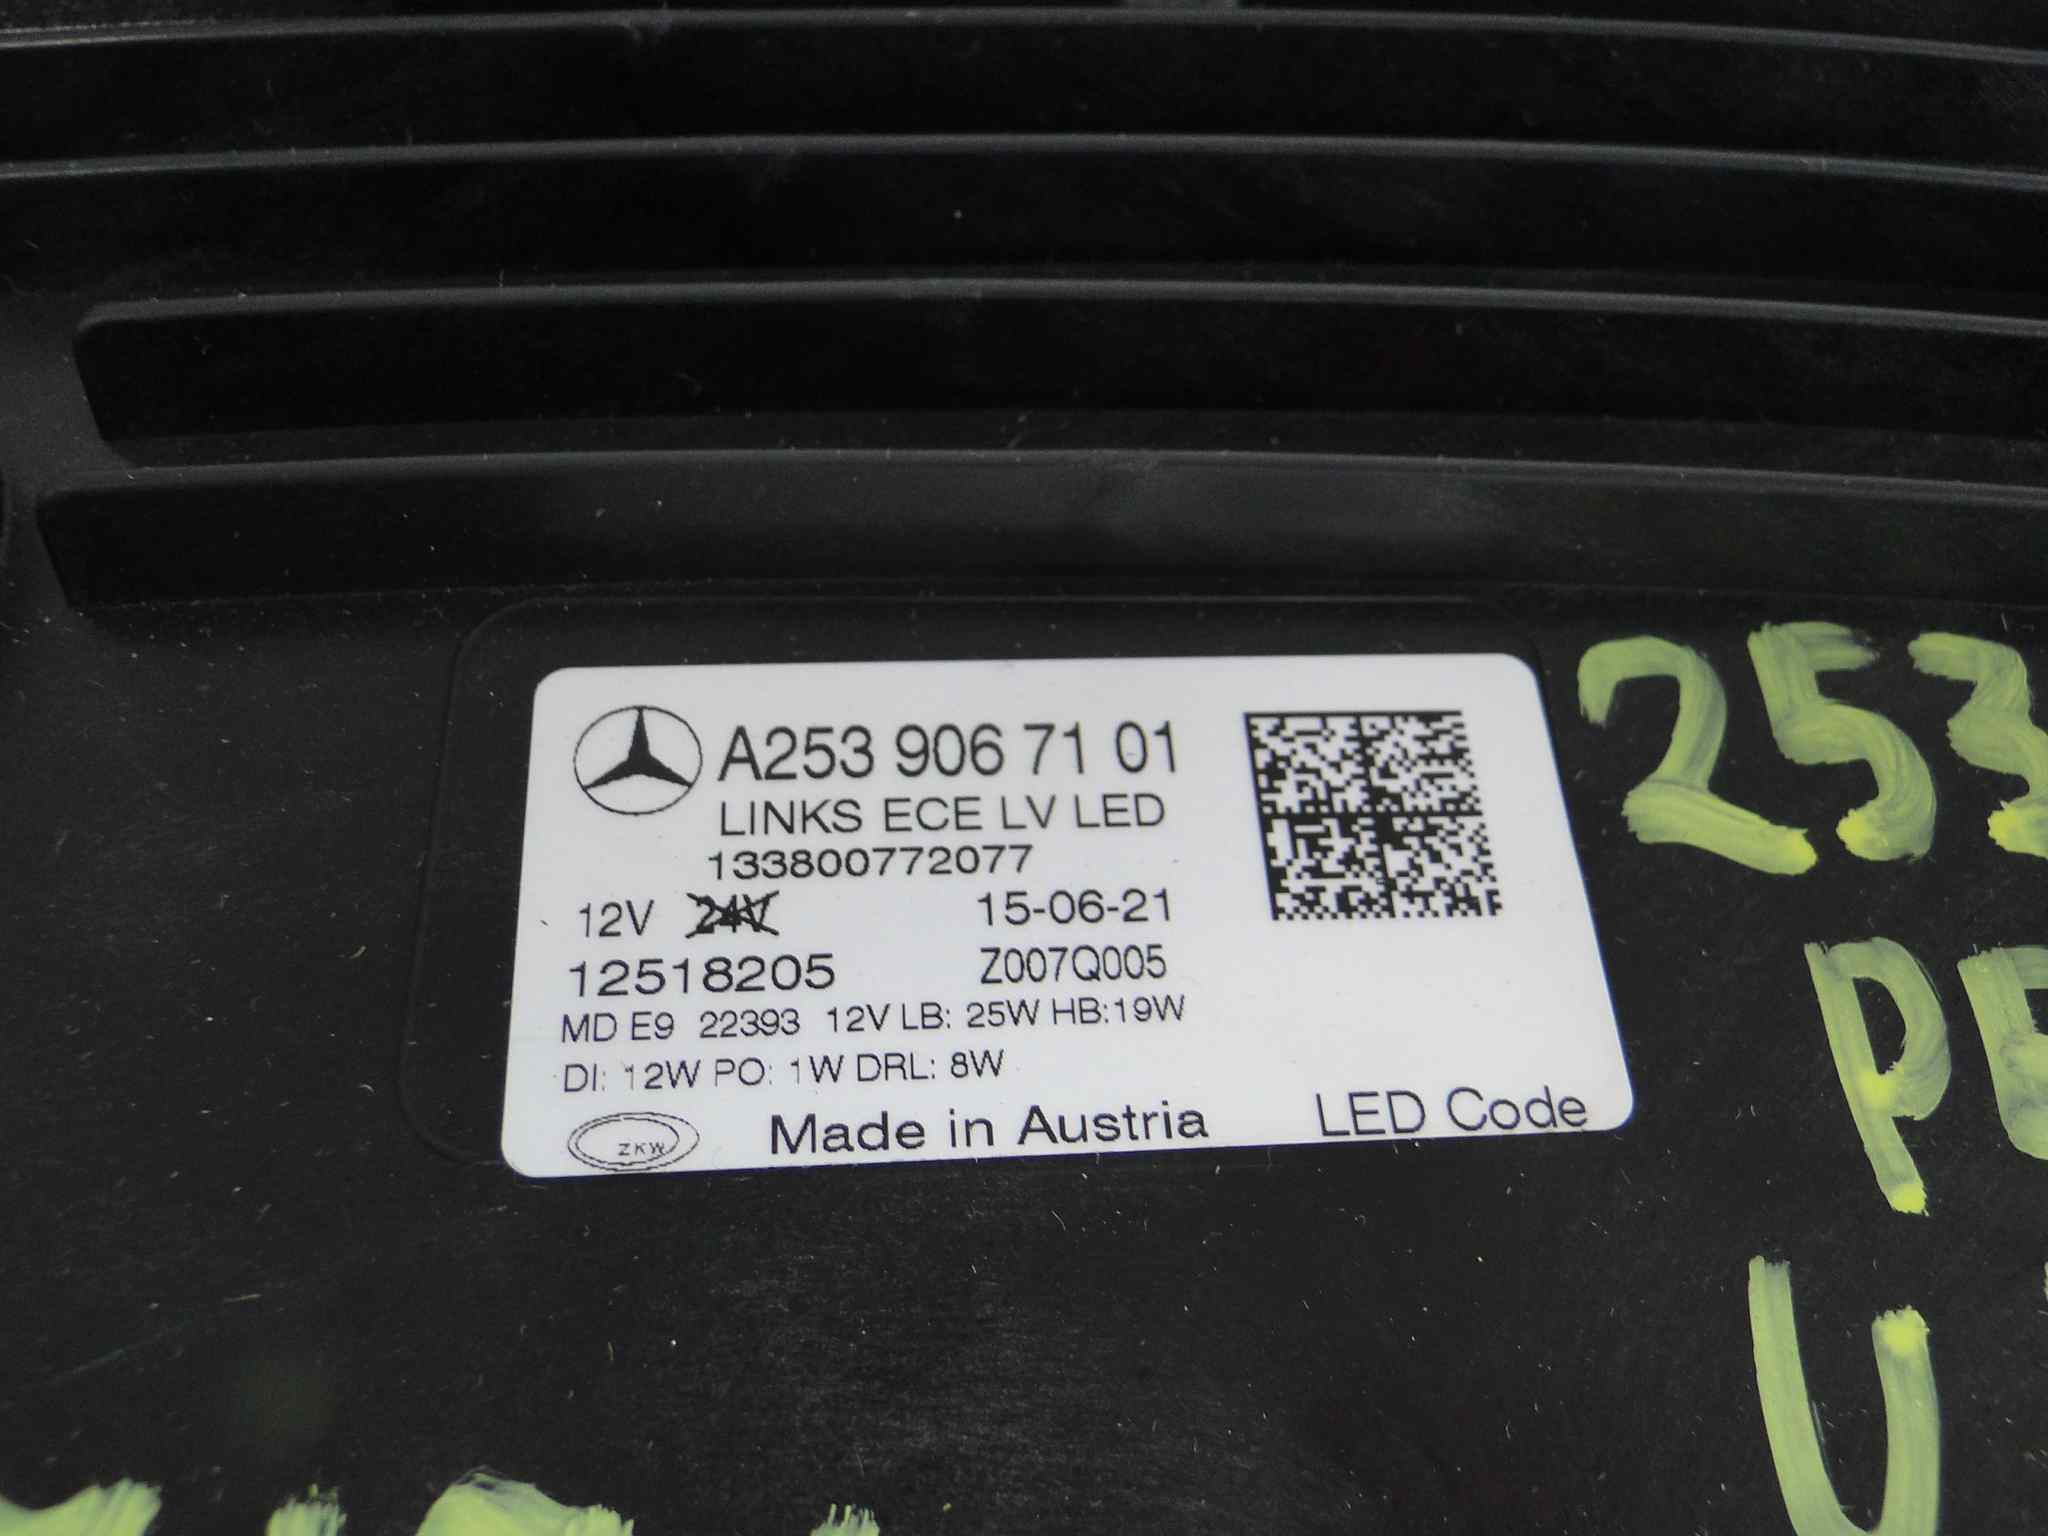 A253 906 71 01
LINKS ECE LV LED
133800772077
12V 24V 15-06-21
12518205 Z007Q005
MD E9 22393 12V LB: 25W HB:19W
DI: 12W PO: 1W DRL: 8W
ZKW Made in Austria LED Code
253